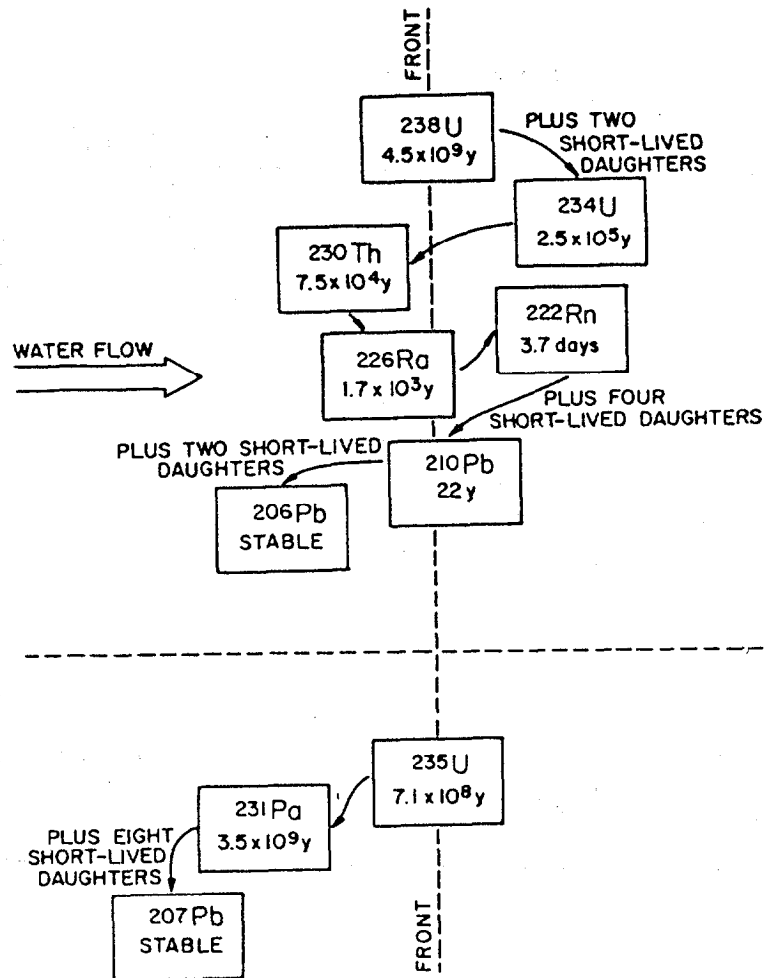 FRONT
238U
4.5x10⁹y
PLUS TWO
SHORT-LIVED
DAUGHTERS
234U
2.5x10⁵y
230Th
7.5x10⁴y
222Rn
3.7 days
WATER FLOW
226Ra
1.7 x 10³y
PLUS FOUR
SHORT-LIVED DAUGHTERS
PLUS TWO SHORT-LIVED
DAUGHTERS
210Pb
22y
206Pb
STABLE
235U
7.1x10⁸y
231Pa
3.5x10⁹y
PLUS EIGHT
SHORT-LIVED
DAUGHTERS
207Pb
STABLE
FRONT